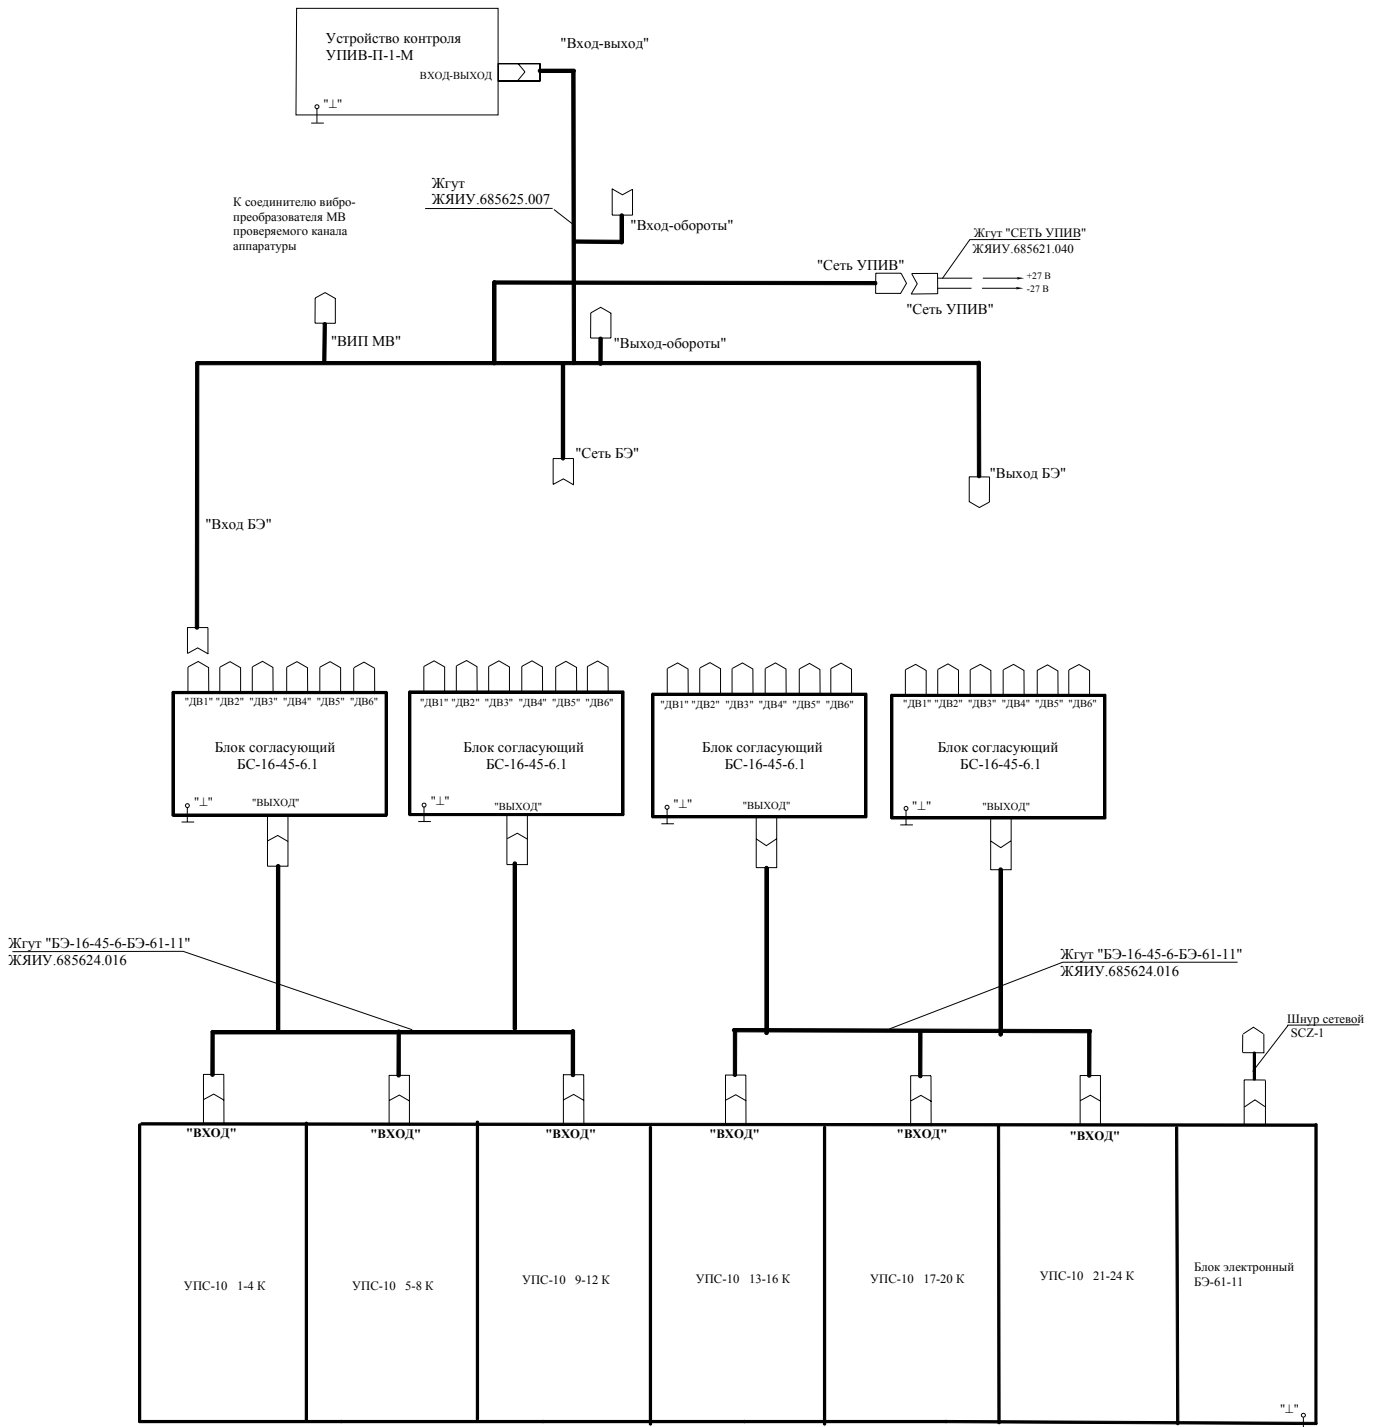 Устройство контроля
УПИВ-П-1-М
ВХОД-ВЫХОД
"Вход-выход"
"⊥"
К соединителю вибро-
преобразователя МВ
проверяемого канала
аппаратуры
Жгут
ЖЯИУ.685625.007
"Вход-обороты"
Жгут "СЕТЬ УПИВ"
ЖЯИУ.685621.040
"Сеть УПИВ"
+27 В
-27 В
"Сеть УПИВ"
"ВИП МВ"
"Выход-обороты"
"Сеть БЭ"
"Выход БЭ"
"Вход БЭ"
"ДВ1" "ДВ2" "ДВ3" "ДВ4" "ДВ5" "ДВ6"
Блок согласующий
БС-16-45-6.1
"⊥"
"ВЫХОД"
"ДВ1" "ДВ2" "ДВ3" "ДВ4" "ДВ5" "ДВ6"
Блок согласующий
БС-16-45-6.1
"⊥"
"ВЫХОД"
"ДВ1" "ДВ2" "ДВ3" "ДВ4" "ДВ5" "ДВ6"
Блок согласующий
БС-16-45-6.1
"⊥"
"ВЫХОД"
"ДВ1" "ДВ2" "ДВ3" "ДВ4" "ДВ5" "ДВ6"
Блок согласующий
БС-16-45-6.1
"⊥"
"ВЫХОД"
Жгут "БЭ-16-45-6-БЭ-61-11"
ЖЯИУ.685624.016
Жгут "БЭ-16-45-6-БЭ-61-11"
ЖЯИУ.685624.016
Шнур сетевой
SCZ-1
"ВХОД"
"ВХОД"
"ВХОД"
"ВХОД"
"ВХОД"
"ВХОД"
УПС-10 1-4 К
УПС-10 5-8 К
УПС-10 9-12 К
УПС-10 13-16 К
УПС-10 17-20 К
УПС-10 21-24 К
Блок электронный
БЭ-61-11
"⊥"